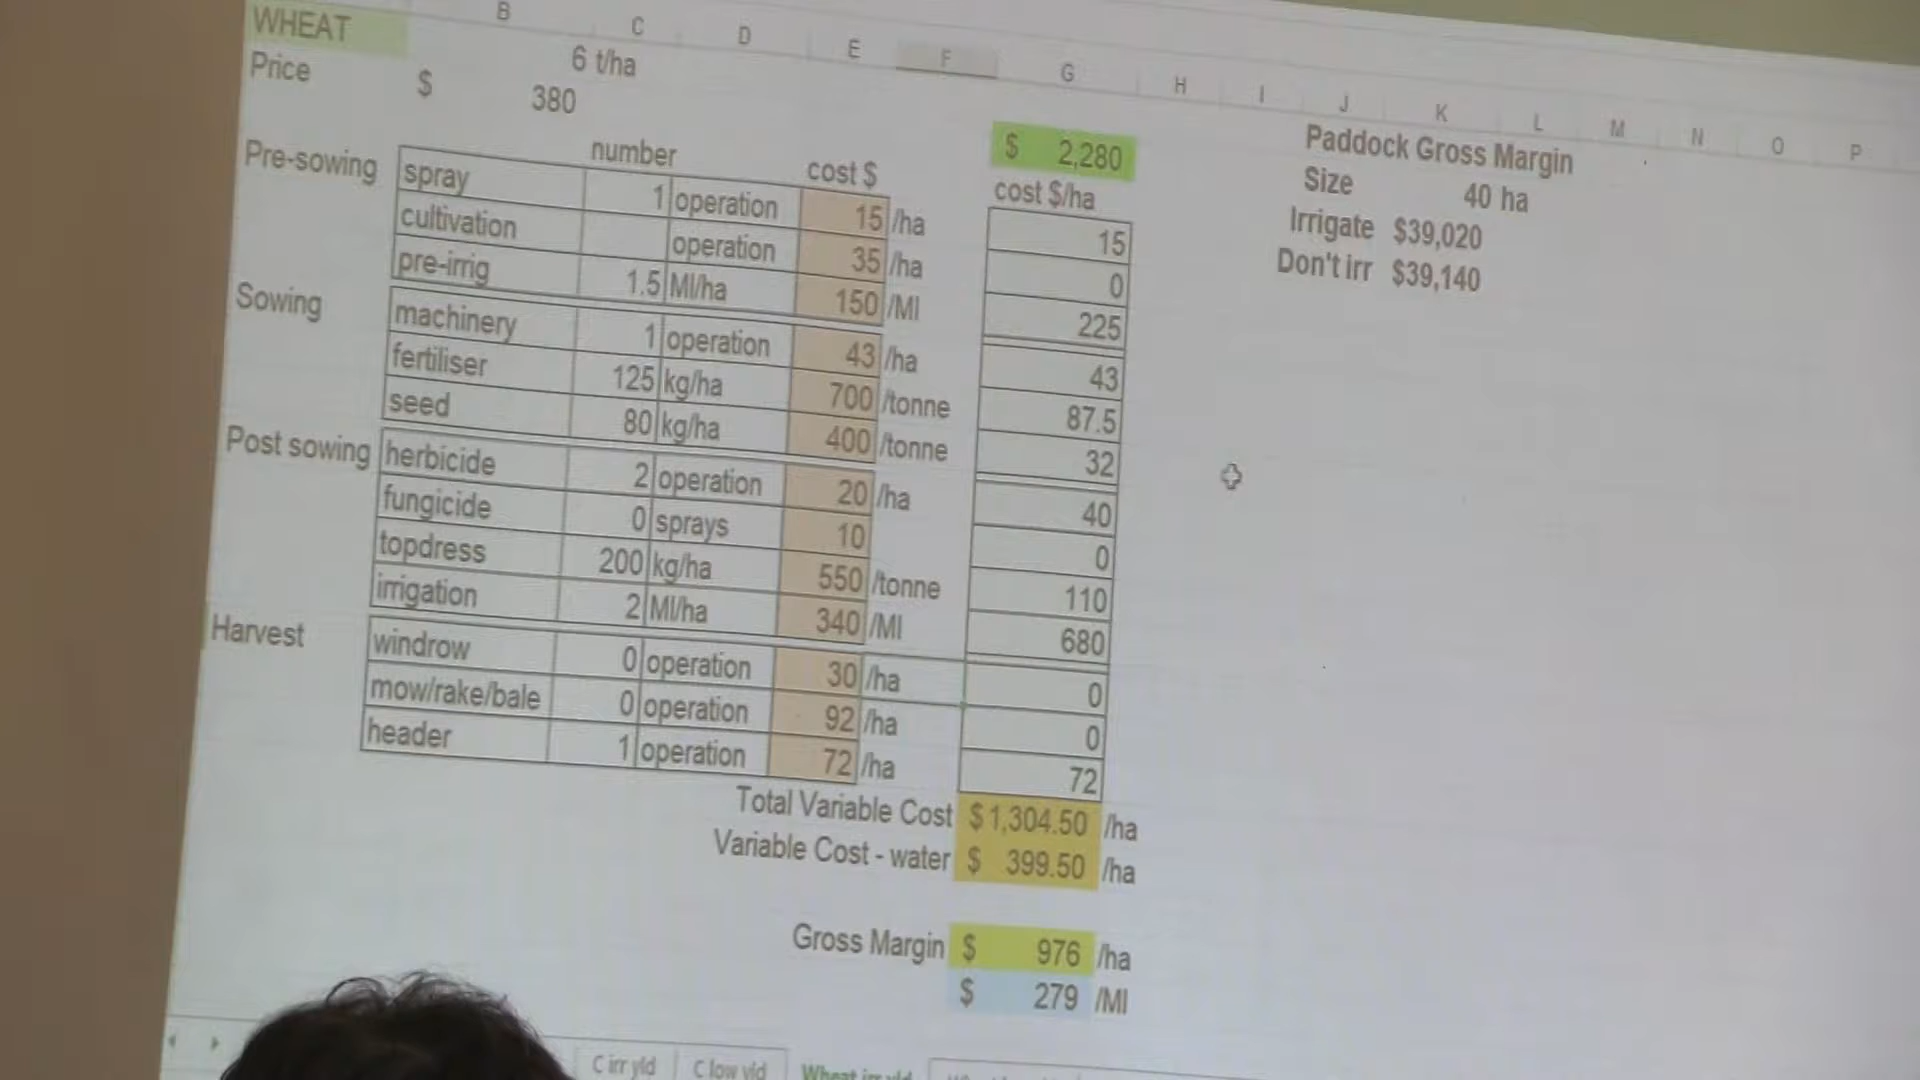 B C D E F G H I J K L M N O P
WHEAT 6 t/ha
Price $ 380
$ 2,280
number cost $ cost $/ha
Pre-sowing spray 1 operation 15 /ha 15
cultivation operation 35 /ha 0
pre-irrig 1.5 Ml/ha 150 /Ml 225
Sowing machinery 1 operation 43 /ha 43
fertiliser 125 kg/ha 700 /tonne 87.5
seed 80 kg/ha 400 /tonne 32
Post sowing herbicide 2 operation 20 /ha 40
fungicide 0 sprays 10 0
topdress 200 kg/ha 550 /tonne 110
irrigation 2 Ml/ha 340 /Ml 680
Harvest windrow 0 operation 30 /ha 0
mow/rake/bale 0 operation 92 /ha 0
header 1 operation 72 /ha 72
Total Variable Cost $1,304.50 /ha
Variable Cost - water $ 399.50 /ha
Gross Margin $ 976 /ha
$ 279 /Ml
Paddock Gross Margin
Size 40 ha
Irrigate $39,020
Don't irr $39,140
C irr yld C low yld Wheat irr yld